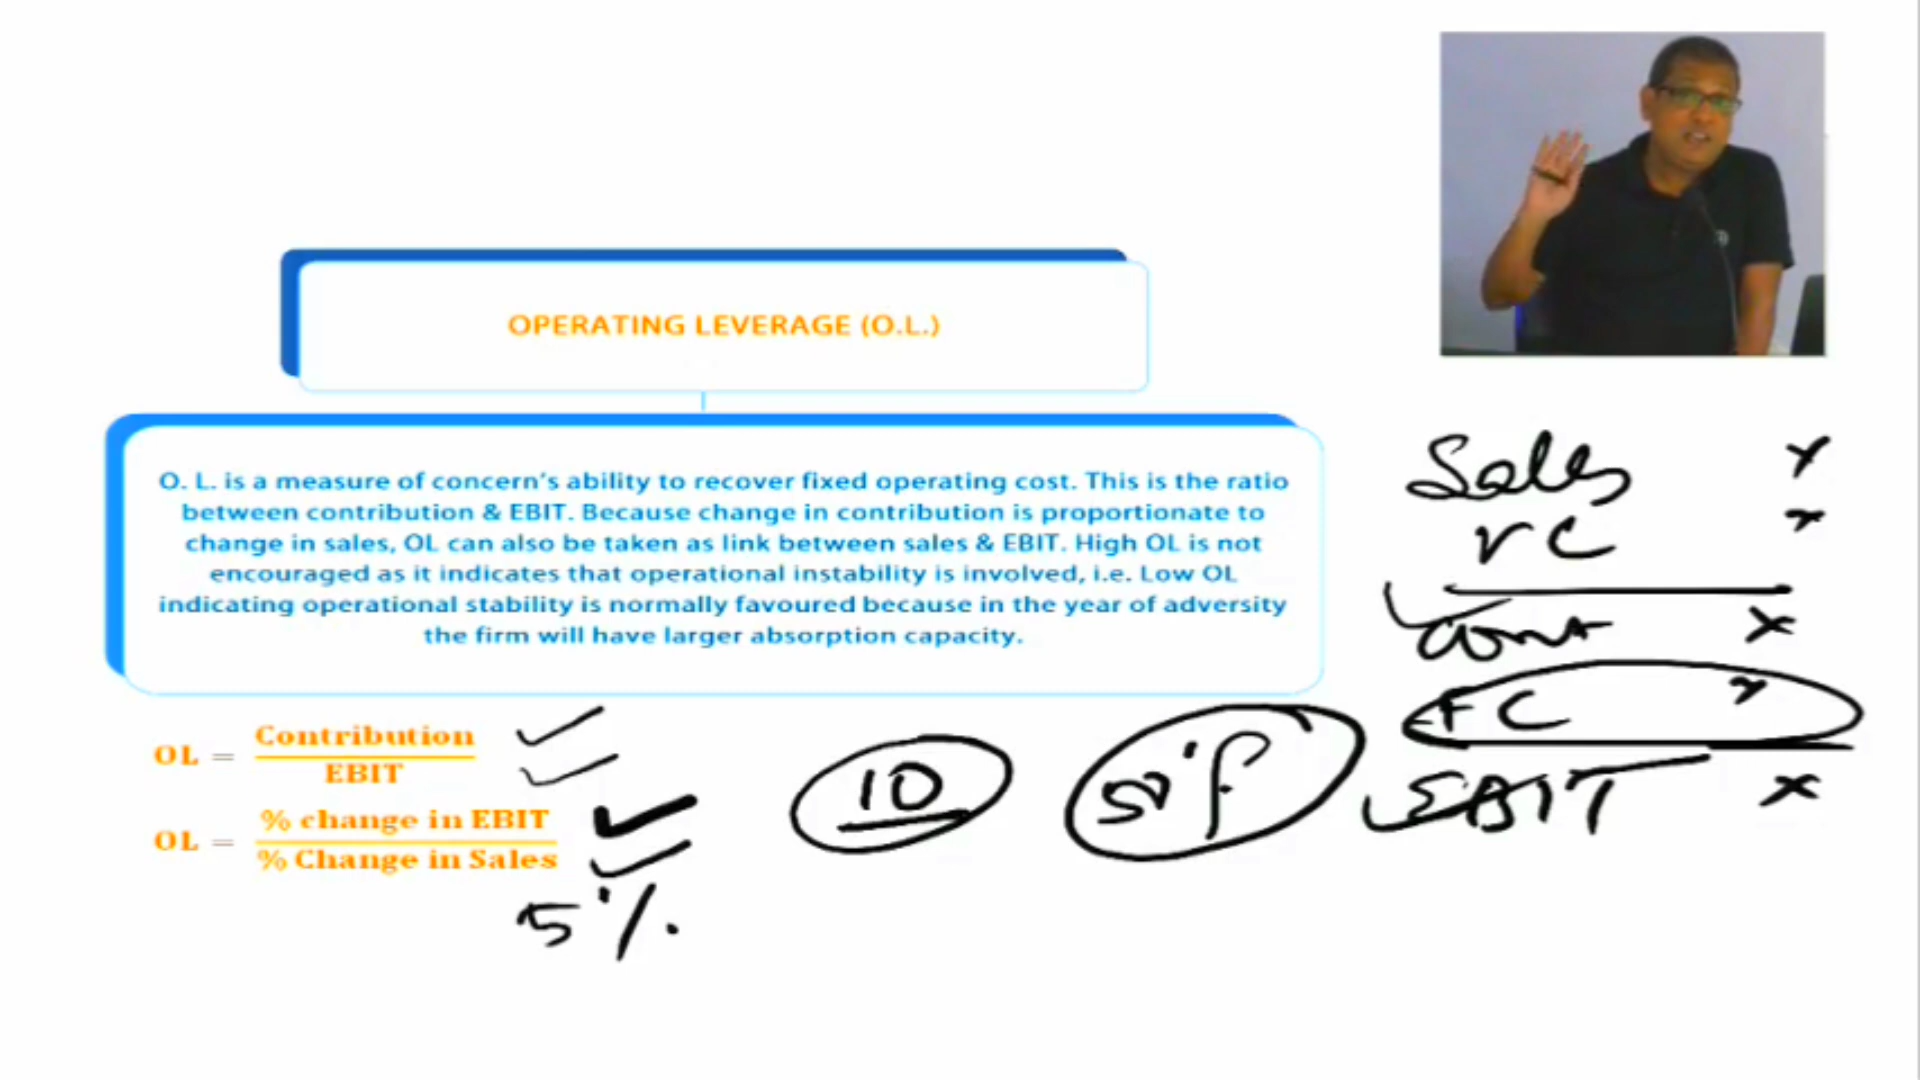 OPERATING LEVERAGE (O.L.)
O. L. is a measure of concern's ability to recover fixed operating cost. This is the ratio
between contribution & EBIT. Because change in contribution is proportionate to
change in sales, OL can also be taken as link between sales & EBIT. High OL is not
encouraged as it indicates that operational instability is involved, i.e. Low OL
indicating operational stability is normally favoured because in the year of adversity
the firm will have larger absorption capacity.
OL = Contribution
EBIT
OL = % change in EBIT
% Change in Sales
5%
10
Sales x
VC x
Cont x
FC x
EBIT x